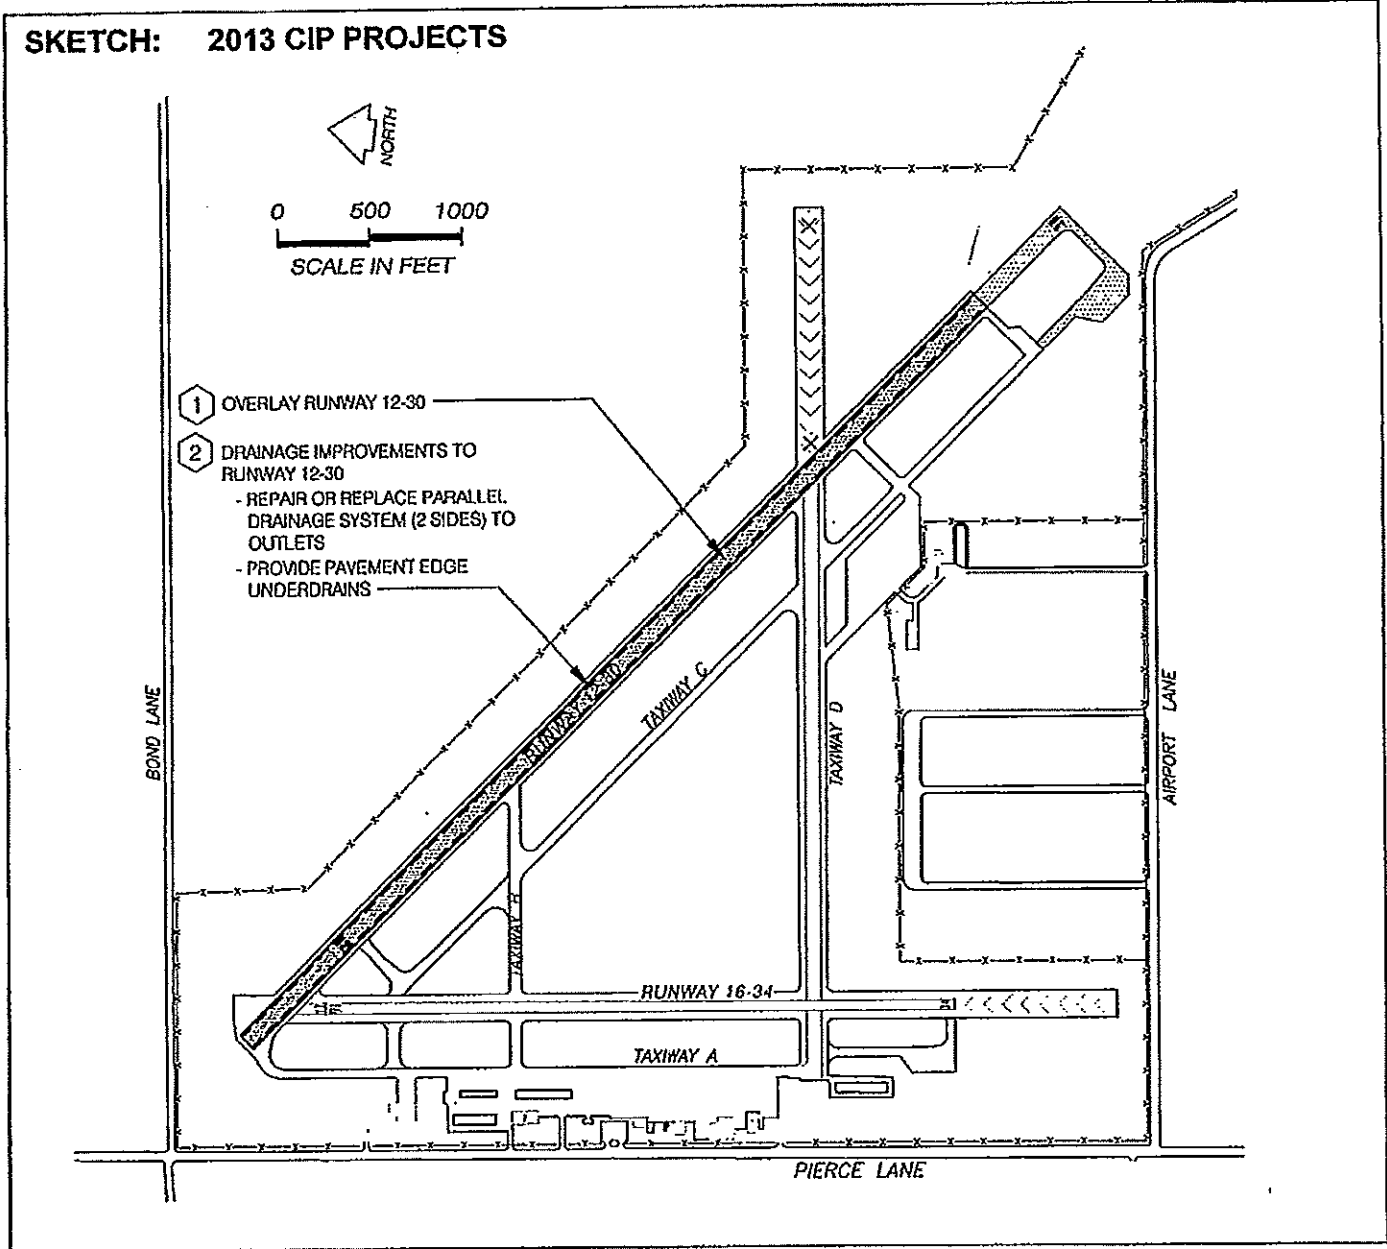 SKETCH: 2013 CIP PROJECTS
NORTH
0 500 1000
SCALE IN FEET
1 OVERLAY RUNWAY 12-30
2 DRAINAGE IMPROVEMENTS TO
RUNWAY 12-30
- REPAIR OR REPLACE PARALLEL
DRAINAGE SYSTEM (2 SIDES) TO
OUTLETS
- PROVIDE PAVEMENT EDGE
UNDERDRAINS
BOND LANE
RUNWAY 12-30
TAXIWAY C
TAXIWAY D
AIRPORT LANE
TAXIWAY B
RUNWAY 16-34
TAXIWAY A
PIERCE LANE